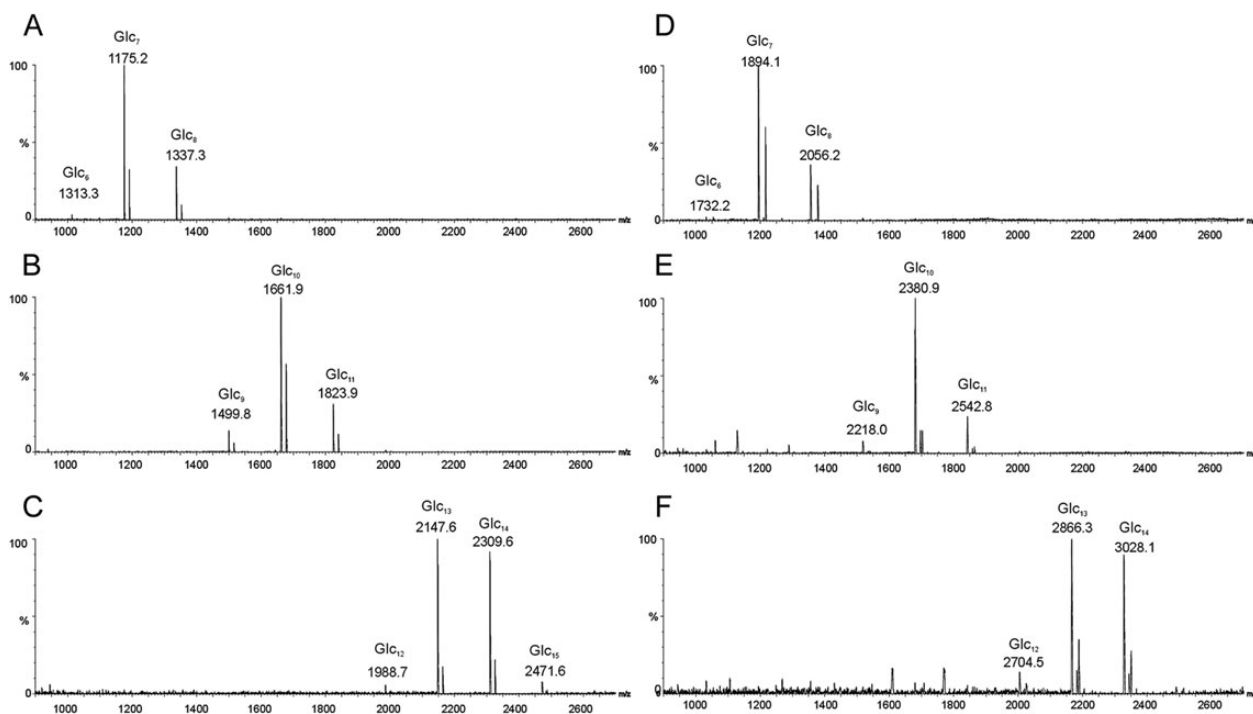 A
Glc₇
1175.2
100
%
0
Glc₆
1313.3
Glc₈
1337.3
1000 1200 1400 1600 1800 2000 2200 2400 2600 m/z
B
Glc₁₀
1661.9
100
%
0
Glc₉
1499.8
Glc₁₁
1823.9
1000 1200 1400 1600 1800 2000 2200 2400 2600 m/z
C
Glc₁₃
2147.6
Glc₁₄
2309.6
100
%
0
Glc₁₂
1988.7
Glc₁₅
2471.6
1000 1200 1400 1600 1800 2000 2200 2400 2600 m/z
D
Glc₇
1894.1
100
%
0
Glc₆
1732.2
Glc₈
2056.2
1000 1200 1400 1600 1800 2000 2200 2400 2600
E
Glc₁₀
2380.9
100
%
0
Glc₉
2218.0
Glc₁₁
2542.8
1000 1200 1400 1600 1800 2000 2200 2400 2600
F
Glc₁₃
2866.3
Glc₁₄
3028.1
100
%
0
Glc₁₂
2704.5
1000 1200 1400 1600 1800 2000 2200 2400 2600